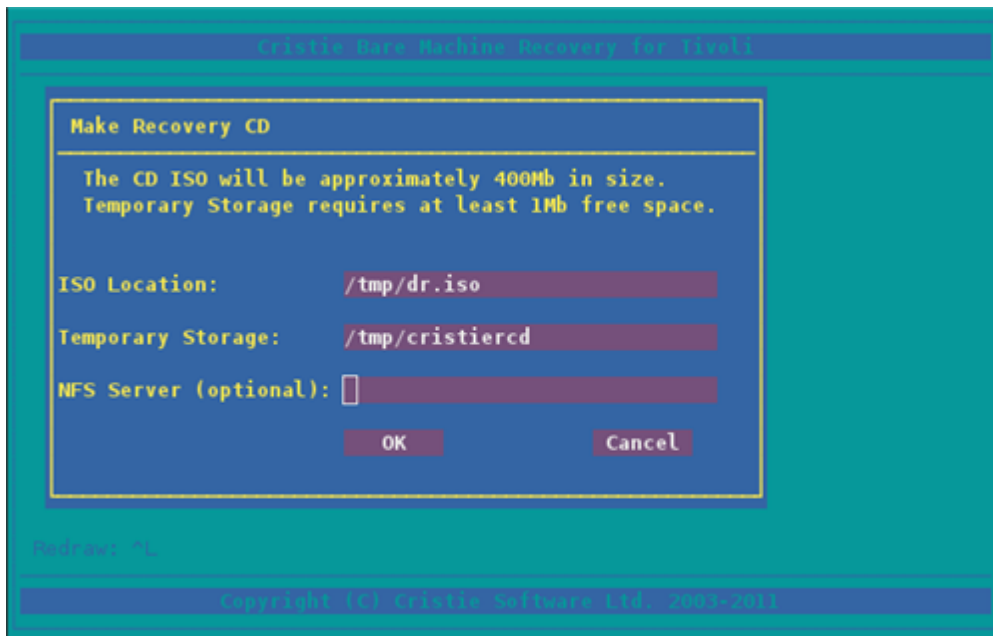 Cristie Bare Machine Recovery for Tivoli
Make Recovery CD
The CD ISO will be approximately 400Mb in size.
Temporary Storage requires at least 1Mb free space.
ISO Location: /tmp/dr.iso
Temporary Storage: /tmp/cristiercd
NFS Server (optional):
OK Cancel
Redraw: ^L
Copyright (C) Cristie Software Ltd. 2003-2011